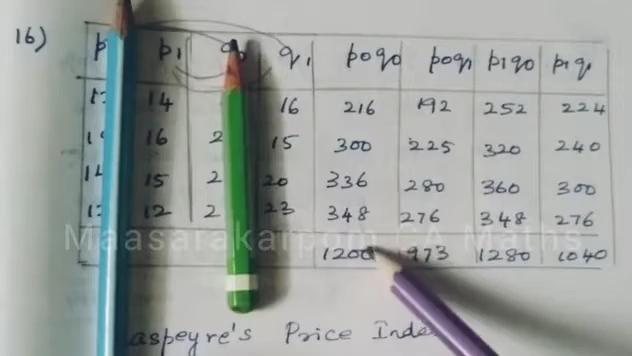 16)
p₁ q₁ p₀q₀ p₀q₁ p₁q₀ p₁q₁
14 16 216 192 252 224
16 2 15 300 225 320 240
15 2 20 336 280 360 300
12 2 23 348 276 348 276
Maasarakarpom CA Maths
1200 973 1280 1040
aspeyre's Price Inde